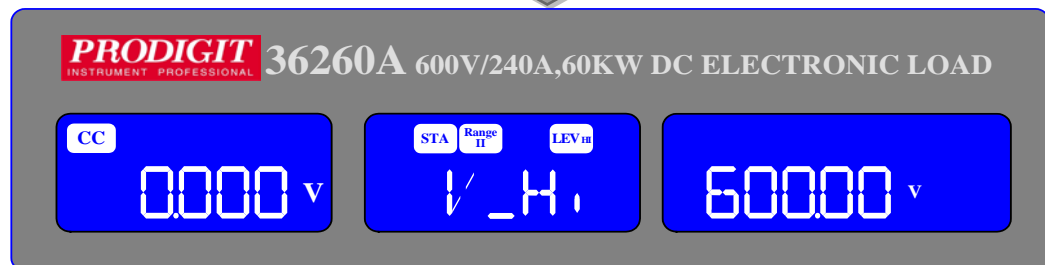 PRODIGIT
INSTRUMENT PROFESSIONAL
36260A 600V/240A,60KW DC ELECTRONIC LOAD
CC
0.000 V
STA Range II LEV HI
V_Hi
600.00 V